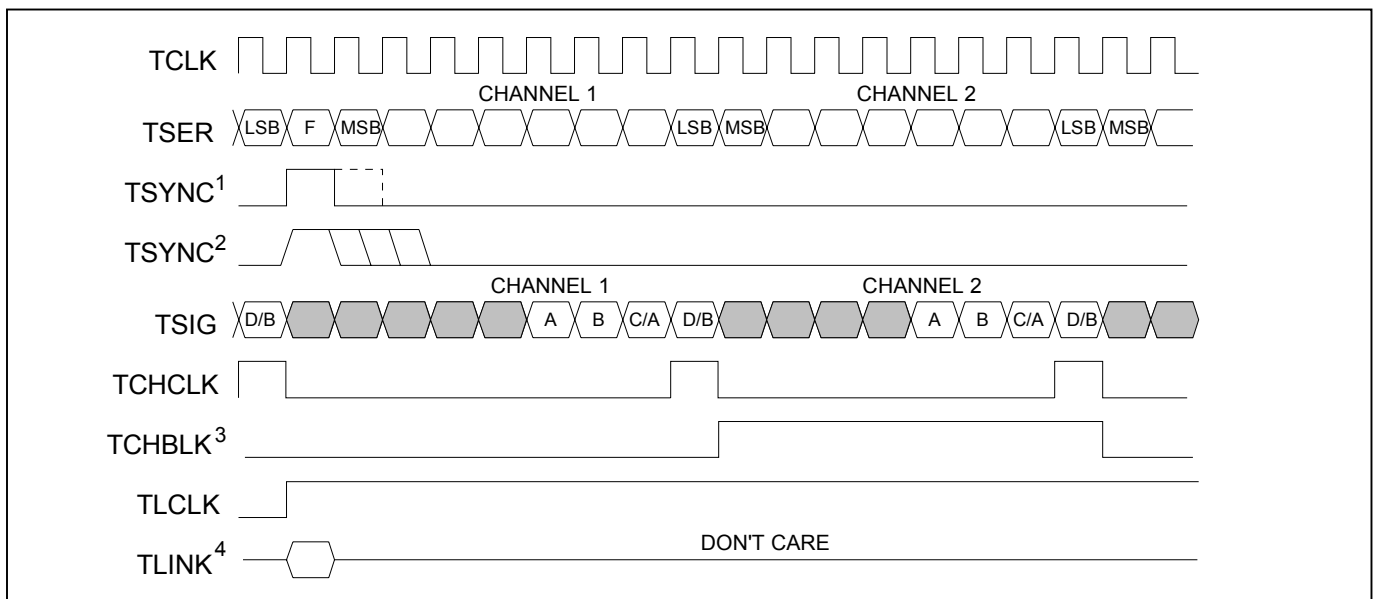 TCLK
CHANNEL 1 CHANNEL 2
TSER LSB F MSB LSB MSB LSB MSB
TSYNC1
TSYNC2
CHANNEL 1 CHANNEL 2
TSIG D/B A B C/A D/B A B C/A D/B
TCHCLK
TCHBLK3
TLCLK
DON'T CARE
TLINK4